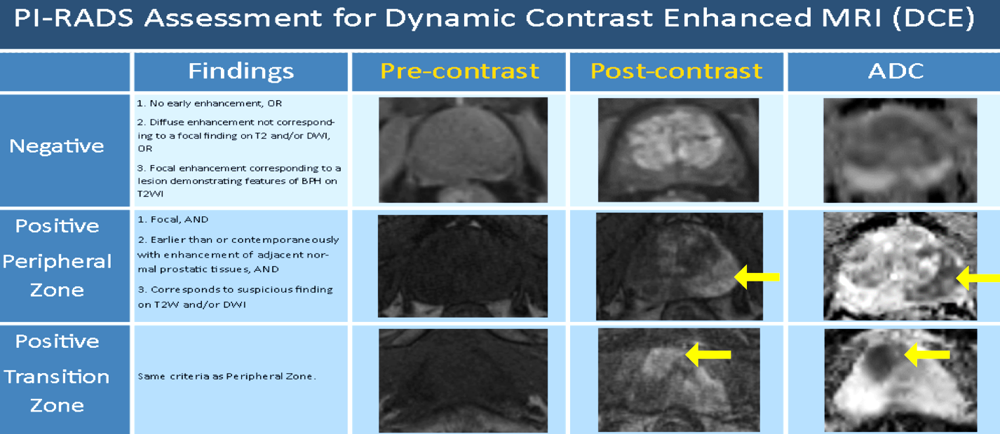 PI-RADS Assessment for Dynamic Contrast Enhanced MRI (DCE)
Findings
Pre-contrast
Post-contrast
ADC
Negative
1. No early enhancement, OR
2. Diffuse enhancement not correspond-
ing to a focal finding on T2 and/or DWI,
OR
3. Focal enhancement corresponding to a
lesion demonstrating features of BPH on
T2WI
Positive
Peripheral
Zone
1. Focal, AND
2. Earlier than or contemporaneously
with enhancement of adjacent nor-
mal prostatic tissues, AND
3. Corresponds to suspicious finding
on T2W and/or DWI
Positive
Transition
Zone
Same criteria as Peripheral Zone.